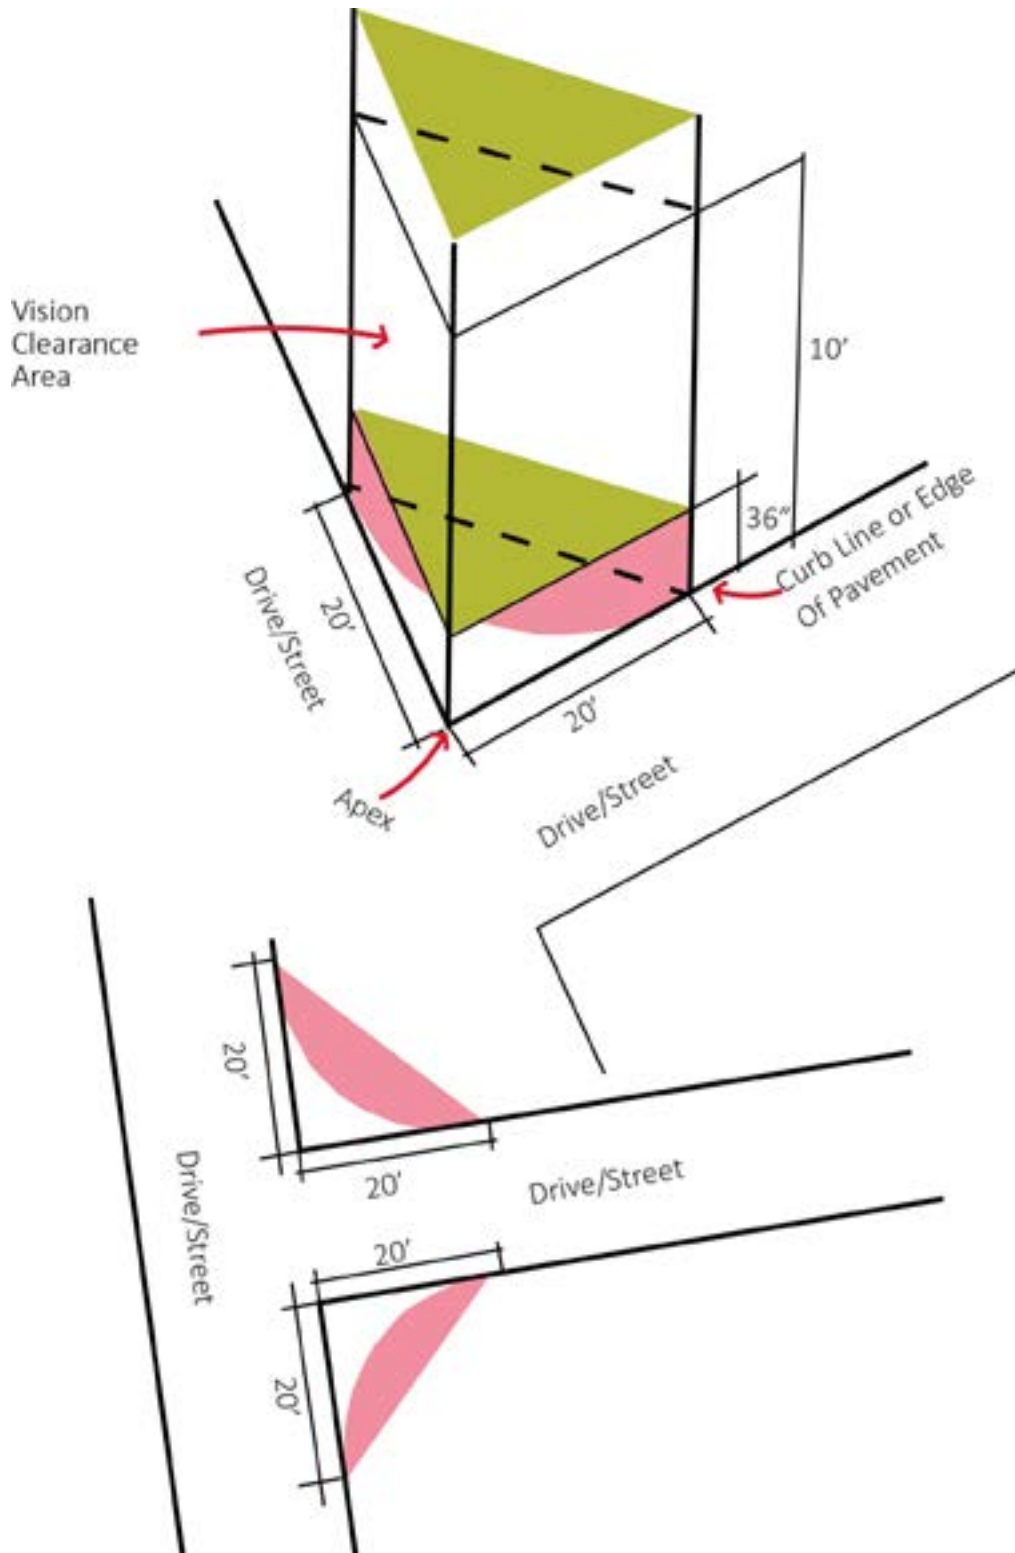 Vision
Clearance
Area
10′
36″
Curb Line or Edge
Of Pavement
Drive/Street
20′
20′
Apex
Drive/Street
20′
20′
Drive/Street
Drive/Street
20′
20′